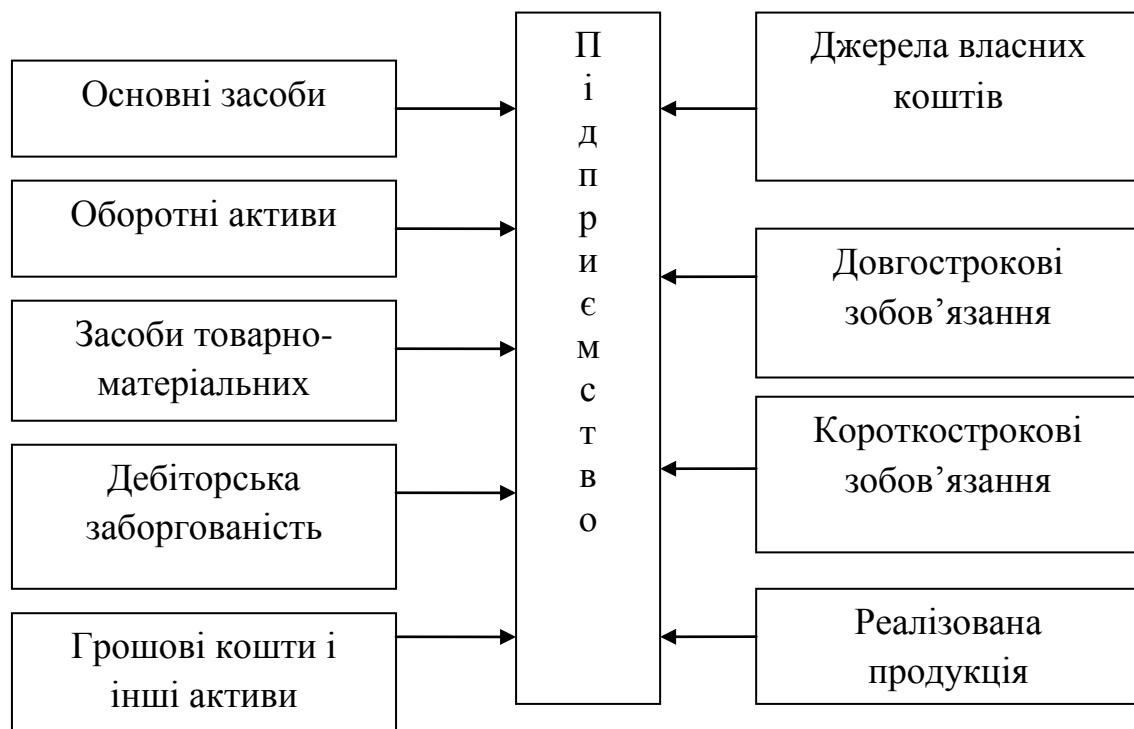 Основні засоби
Оборотні активи
Засоби товарно-
матеріальних
Дебіторська
заборгованість
Грошові кошти і
інші активи
Підприємство
Джерела власних
коштів
Довгострокові
зобов’язання
Короткострокові
зобов’язання
Реалізована
продукція